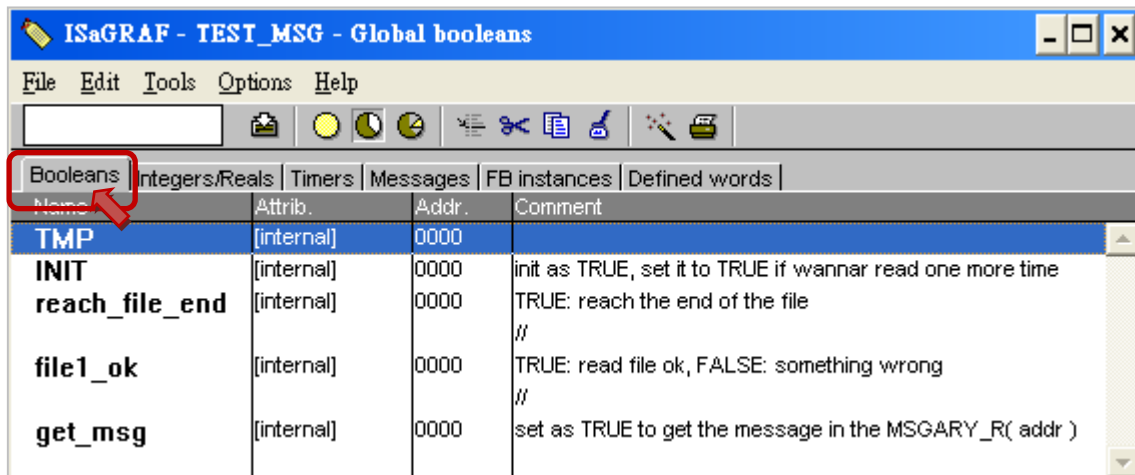 ISaGRAF - TEST_MSG - Global booleans
File Edit Tools Options Help
Booleans Integers/Reals Timers Messages FB instances Defined words
Name Attrib. Addr. Comment
TMP [internal] 0000
INIT [internal] 0000 init as TRUE, set it to TRUE if wannar read one more time
reach_file_end [internal] 0000 TRUE: reach the end of the file
//
file1_ok [internal] 0000 TRUE: read file ok, FALSE: something wrong
//
get_msg [internal] 0000 set as TRUE to get the message in the MSGARY_R( addr )